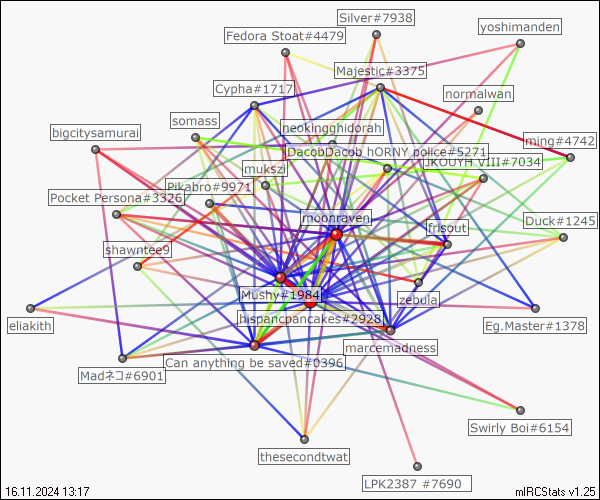 Silver#7938
yoshimanden
Fedora Stoat#4479
Majestic#3375
Cypha#1717
normalwan
somass
neokingghidorah
bigcitysamurai
ming#4742
DacobDacob_hORNY_police#5271
JKOUYH VIII#7034
mukszi
Pikabro#9971
Pocket Persona#3326
moonraven
Duck#1245
frisout
shawntee9
Mushy#1984
zebula
hispancpancakes#2928
eliakith
Eg.Master#1378
marcemadness
Can anything be saved#0396
Madネコ#6901
Swirly Boi#6154
thesecondtwat
LPK2387 #7690
16.11.2024 13:17
mIRCStats v1.25